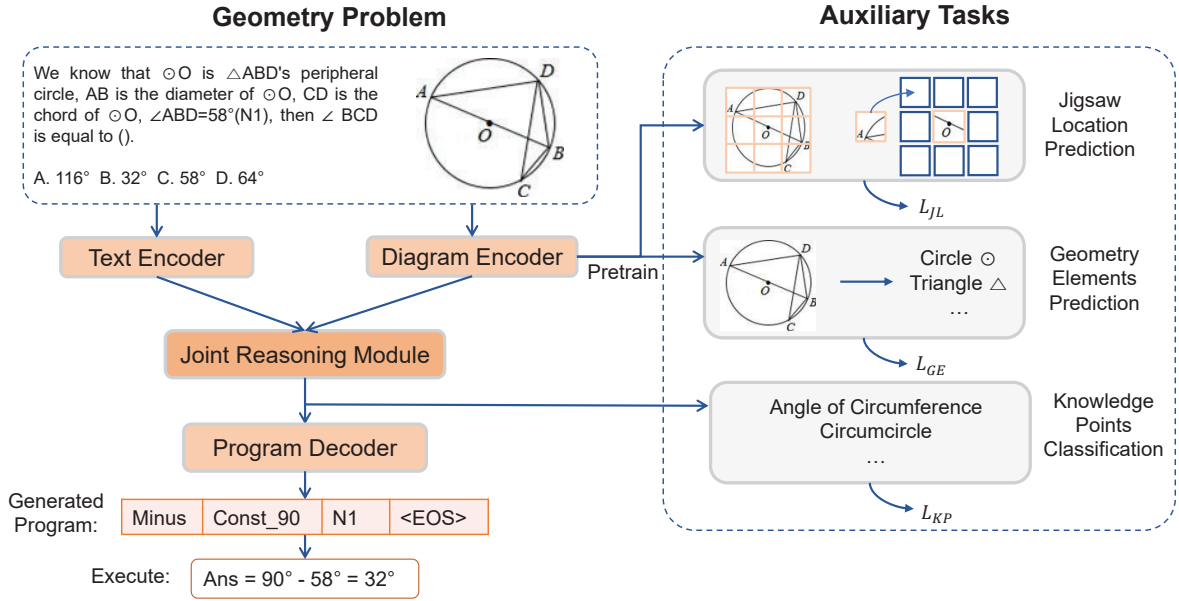 Geometry Problem
We know that ⊙O is △ABD's peripheral
circle, AB is the diameter of ⊙O, CD is the
chord of ⊙O, ∠ABD=58°(N1), then ∠ BCD
is equal to ().
A. 116° B. 32° C. 58° D. 64°
A
D
O
B
C
Text Encoder
Diagram Encoder
Pretrain
Joint Reasoning Module
Program Decoder
Generated
Program:
Minus
Const_90
N1
<EOS>
Execute:
Ans = 90° - 58° = 32°
Auxiliary Tasks
A
D
O
B
C
A
O
Jigsaw
Location
Prediction
L_JL
A
D
O
B
C
Circle ⊙
Triangle △
...
Geometry
Elements
Prediction
L_GE
Angle of Circumference
Circumcircle
...
Knowledge
Points
Classification
L_KP